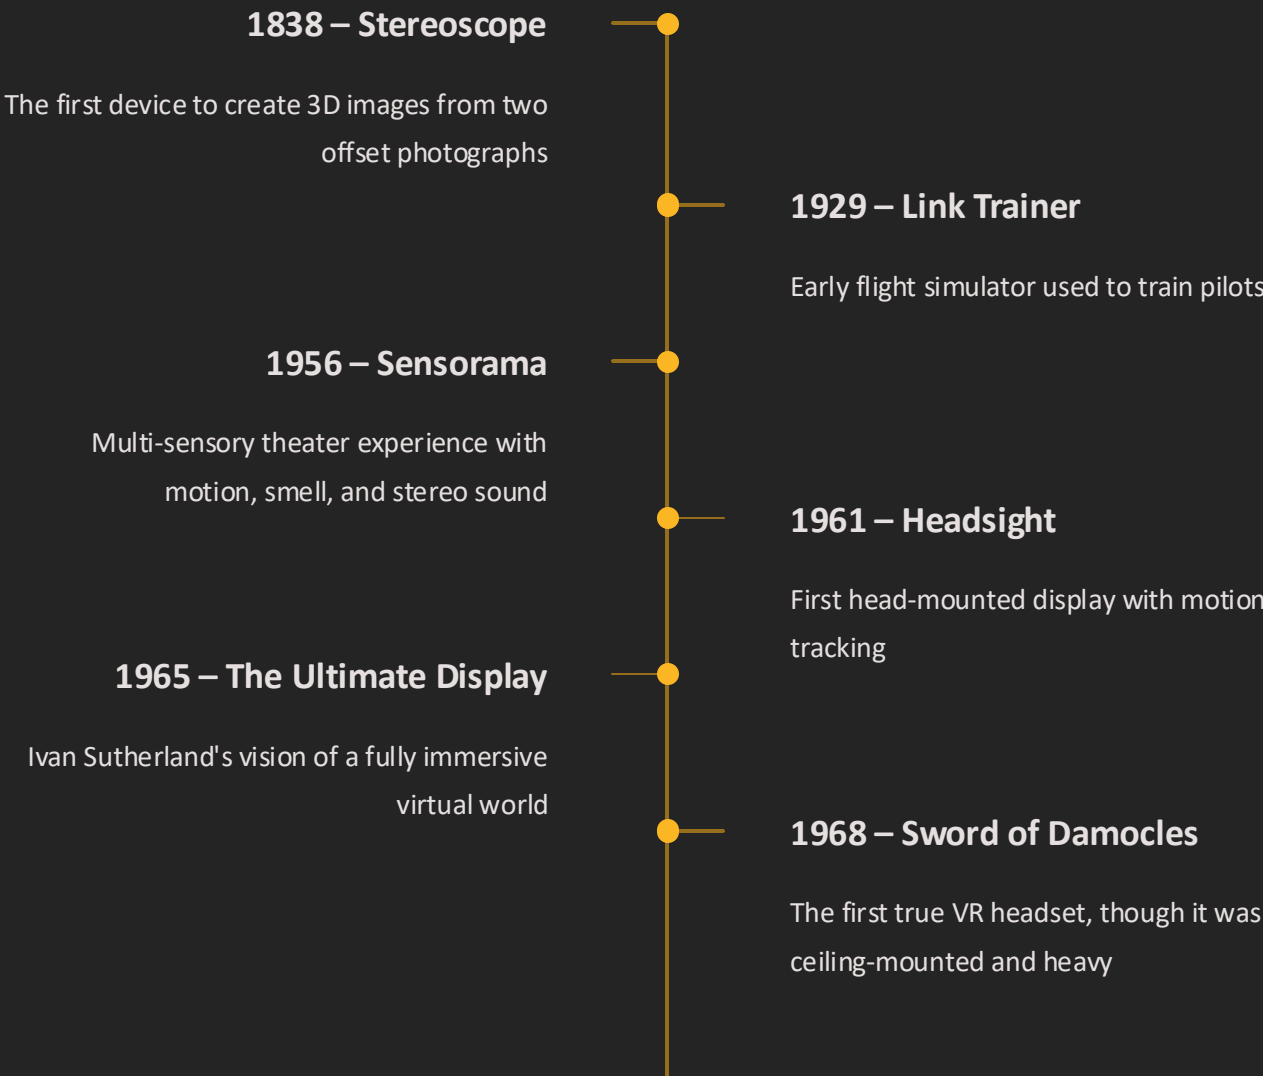 1838 – Stereoscope
The first device to create 3D images from two
offset photographs
1929 – Link Trainer
Early flight simulator used to train pilots
1956 – Sensorama
Multi-sensory theater experience with
motion, smell, and stereo sound
1961 – Headsight
First head-mounted display with motion
tracking
1965 – The Ultimate Display
Ivan Sutherland's vision of a fully immersive
virtual world
1968 – Sword of Damocles
The first true VR headset, though it was
ceiling-mounted and heavy